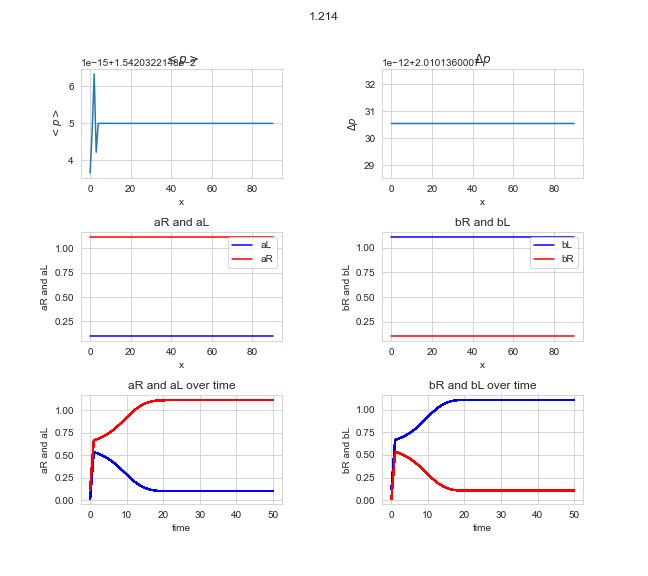 1.214
< p >
1e−15+1.5420322148e−2
6
5
4
< p >
0 20 40 60 80
x
Δp
32
31
30
29
Δp
0 20 40 60 80
x
aR and aL
1.00
0.75
0.50
0.25
aR and aL
aL
aR
0 20 40 60 80
x
bR and bL
1.00
0.75
0.50
0.25
bR and bL
bL
bR
0 20 40 60 80
x
aR and aL over time
1.00
0.75
0.50
0.25
0.00
aR and aL
0 10 20 30 40 50
time
bR and bL over time
1.00
0.75
0.50
0.25
0.00
bR and bL
0 10 20 30 40 50
time